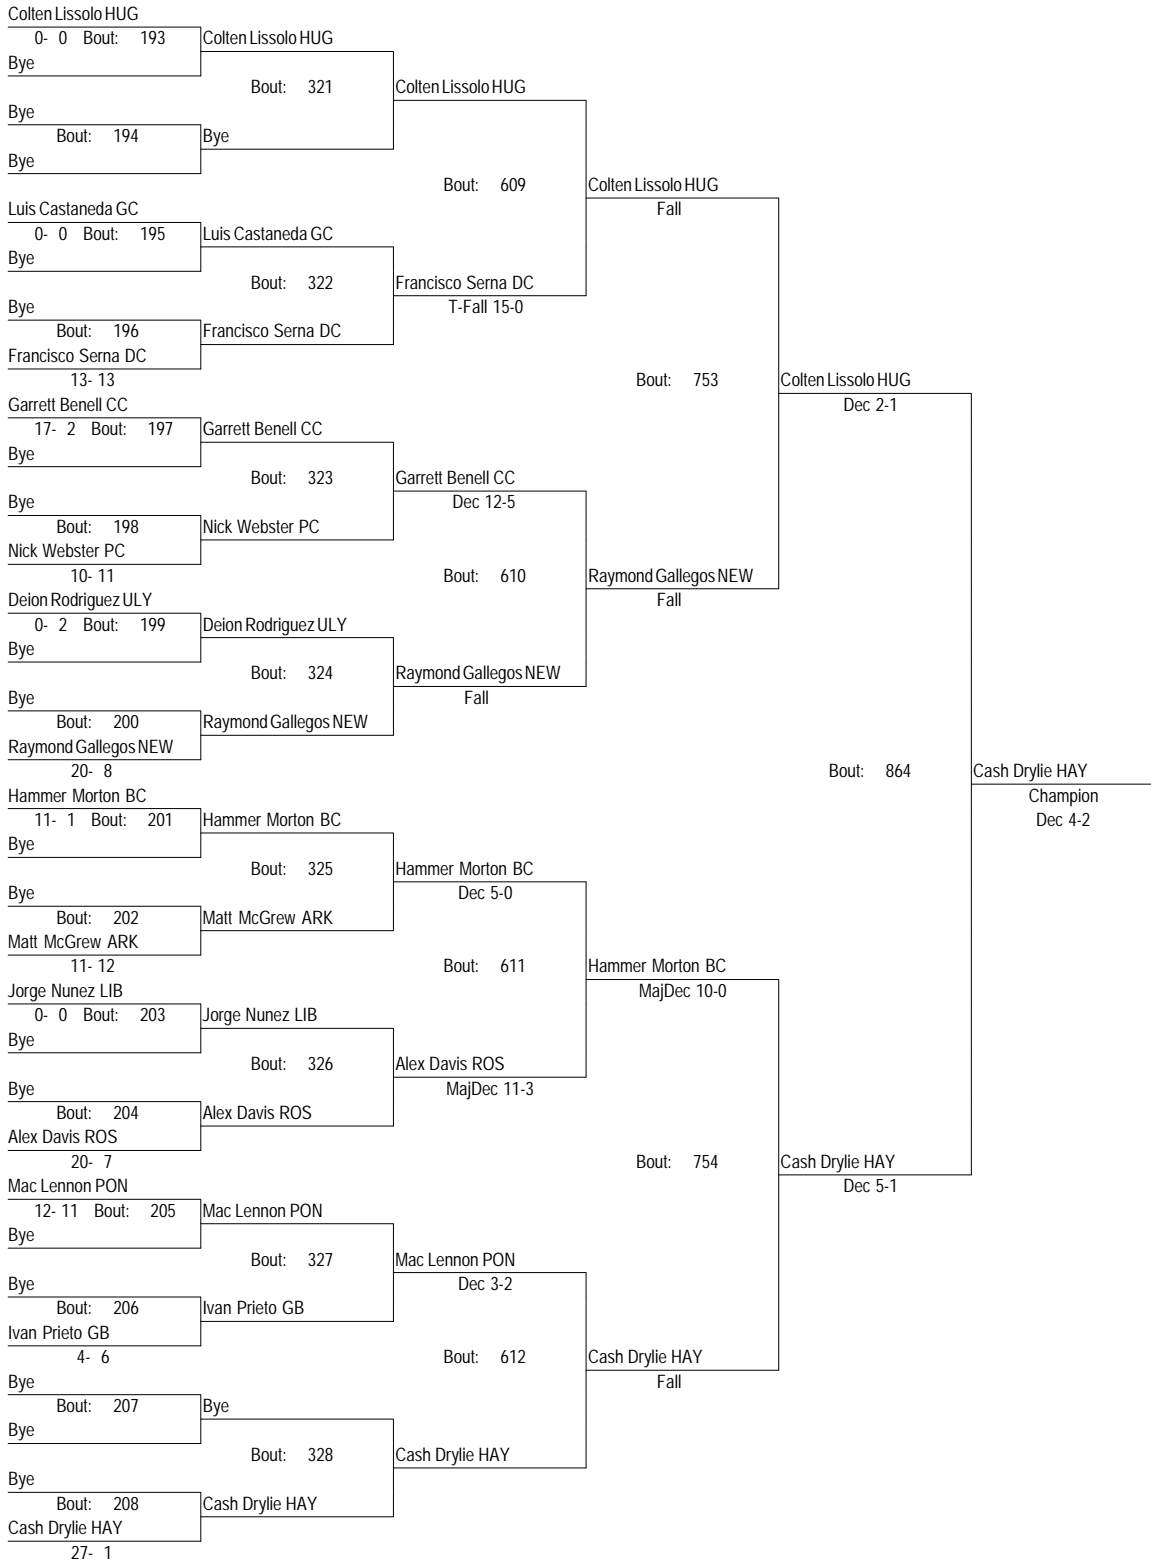 Colten Lissolo HUG
0- 0 Bout: 193 Colten Lissolo HUG
Bye
Bout: 321 Colten Lissolo HUG
Bye
Bout: 194 Bye
Bye
Bout: 609 Colten Lissolo HUG
Luis Castaneda GC Fall
0- 0 Bout: 195 Luis Castaneda GC
Bye
Bout: 322 Francisco Serna DC
Bye T-Fall 15-0
Bout: 196 Francisco Serna DC
Francisco Serna DC
13- 13 Bout: 753 Colten Lissolo HUG
Garrett Benell CC Dec 2-1
17- 2 Bout: 197 Garrett Benell CC
Bye
Bout: 323 Garrett Benell CC
Bye Dec 12-5
Bout: 198 Nick Webster PC
Nick Webster PC
10- 11 Bout: 610 Raymond Gallegos NEW
Deion Rodriguez ULY Fall
0- 2 Bout: 199 Deion Rodriguez ULY
Bye
Bout: 324 Raymond Gallegos NEW
Bye Fall
Bout: 200 Raymond Gallegos NEW
Raymond Gallegos NEW
20- 8 Bout: 864 Cash Drylie HAY
Hammer Morton BC Champion
11- 1 Bout: 201 Hammer Morton BC Dec 4-2
Bye
Bout: 325 Hammer Morton BC
Bye Dec 5-0
Bout: 202 Matt McGrew ARK
Matt McGrew ARK
11- 12 Bout: 611 Hammer Morton BC
Jorge Nunez LIB MajDec 10-0
0- 0 Bout: 203 Jorge Nunez LIB
Bye
Bout: 326 Alex Davis ROS
Bye MajDec 11-3
Bout: 204 Alex Davis ROS
Alex Davis ROS
20- 7 Bout: 754 Cash Drylie HAY
Mac Lennon PON Dec 5-1
12- 11 Bout: 205 Mac Lennon PON
Bye
Bout: 327 Mac Lennon PON
Bye Dec 3-2
Bout: 206 Ivan Prieto GB
Ivan Prieto GB
4- 6 Bout: 612 Cash Drylie HAY
Bye Fall
Bout: 207 Bye
Bye
Bout: 328 Cash Drylie HAY
Bye
Bout: 208 Cash Drylie HAY
Cash Drylie HAY
27- 1